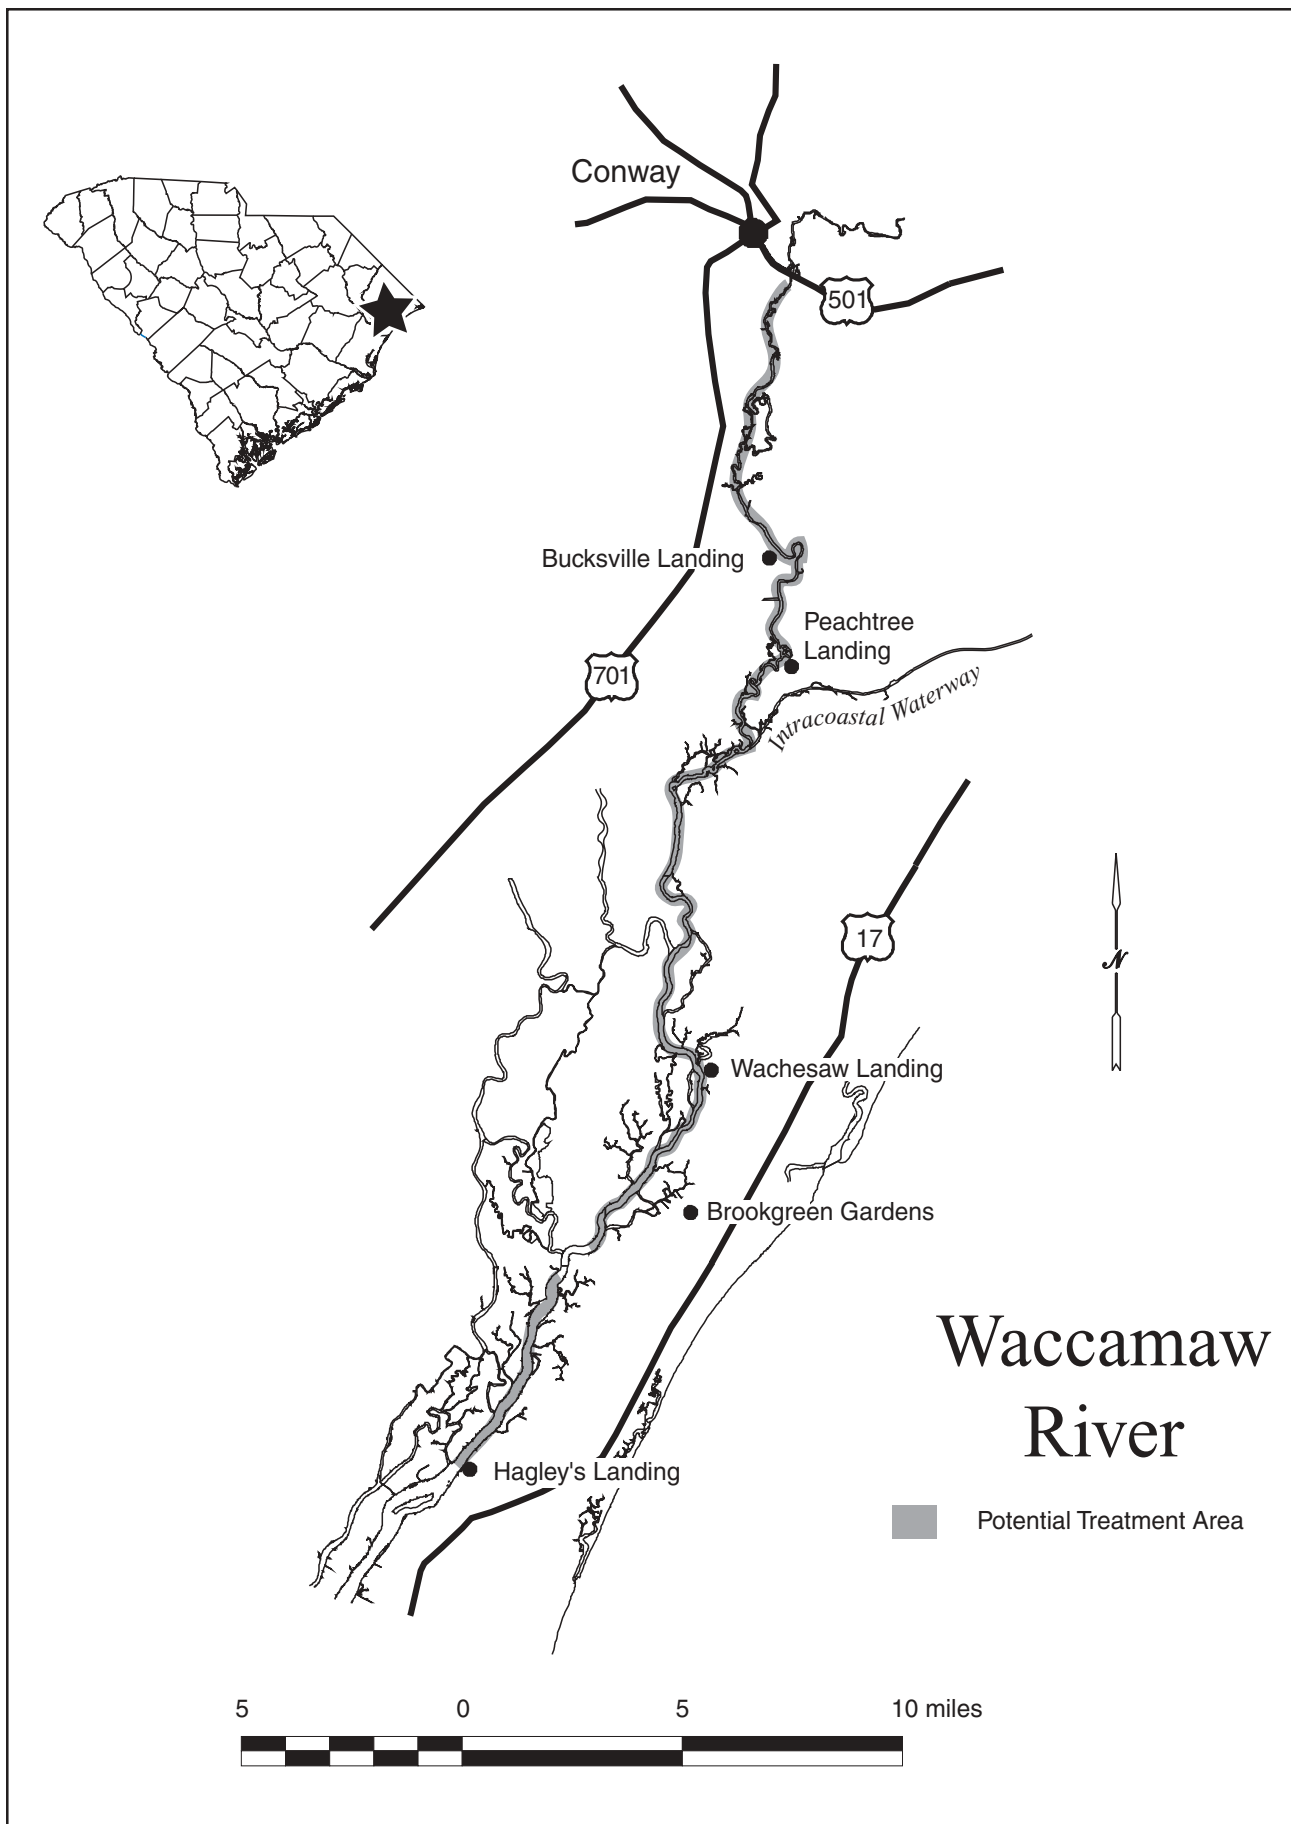 Conway
501
Bucksville Landing
Peachtree
Landing
701
Intracoastal Waterway
17
N
Wachesaw Landing
Brookgreen Gardens
Waccamaw
River
Hagley's Landing
Potential Treatment Area
5 0 5 10 miles